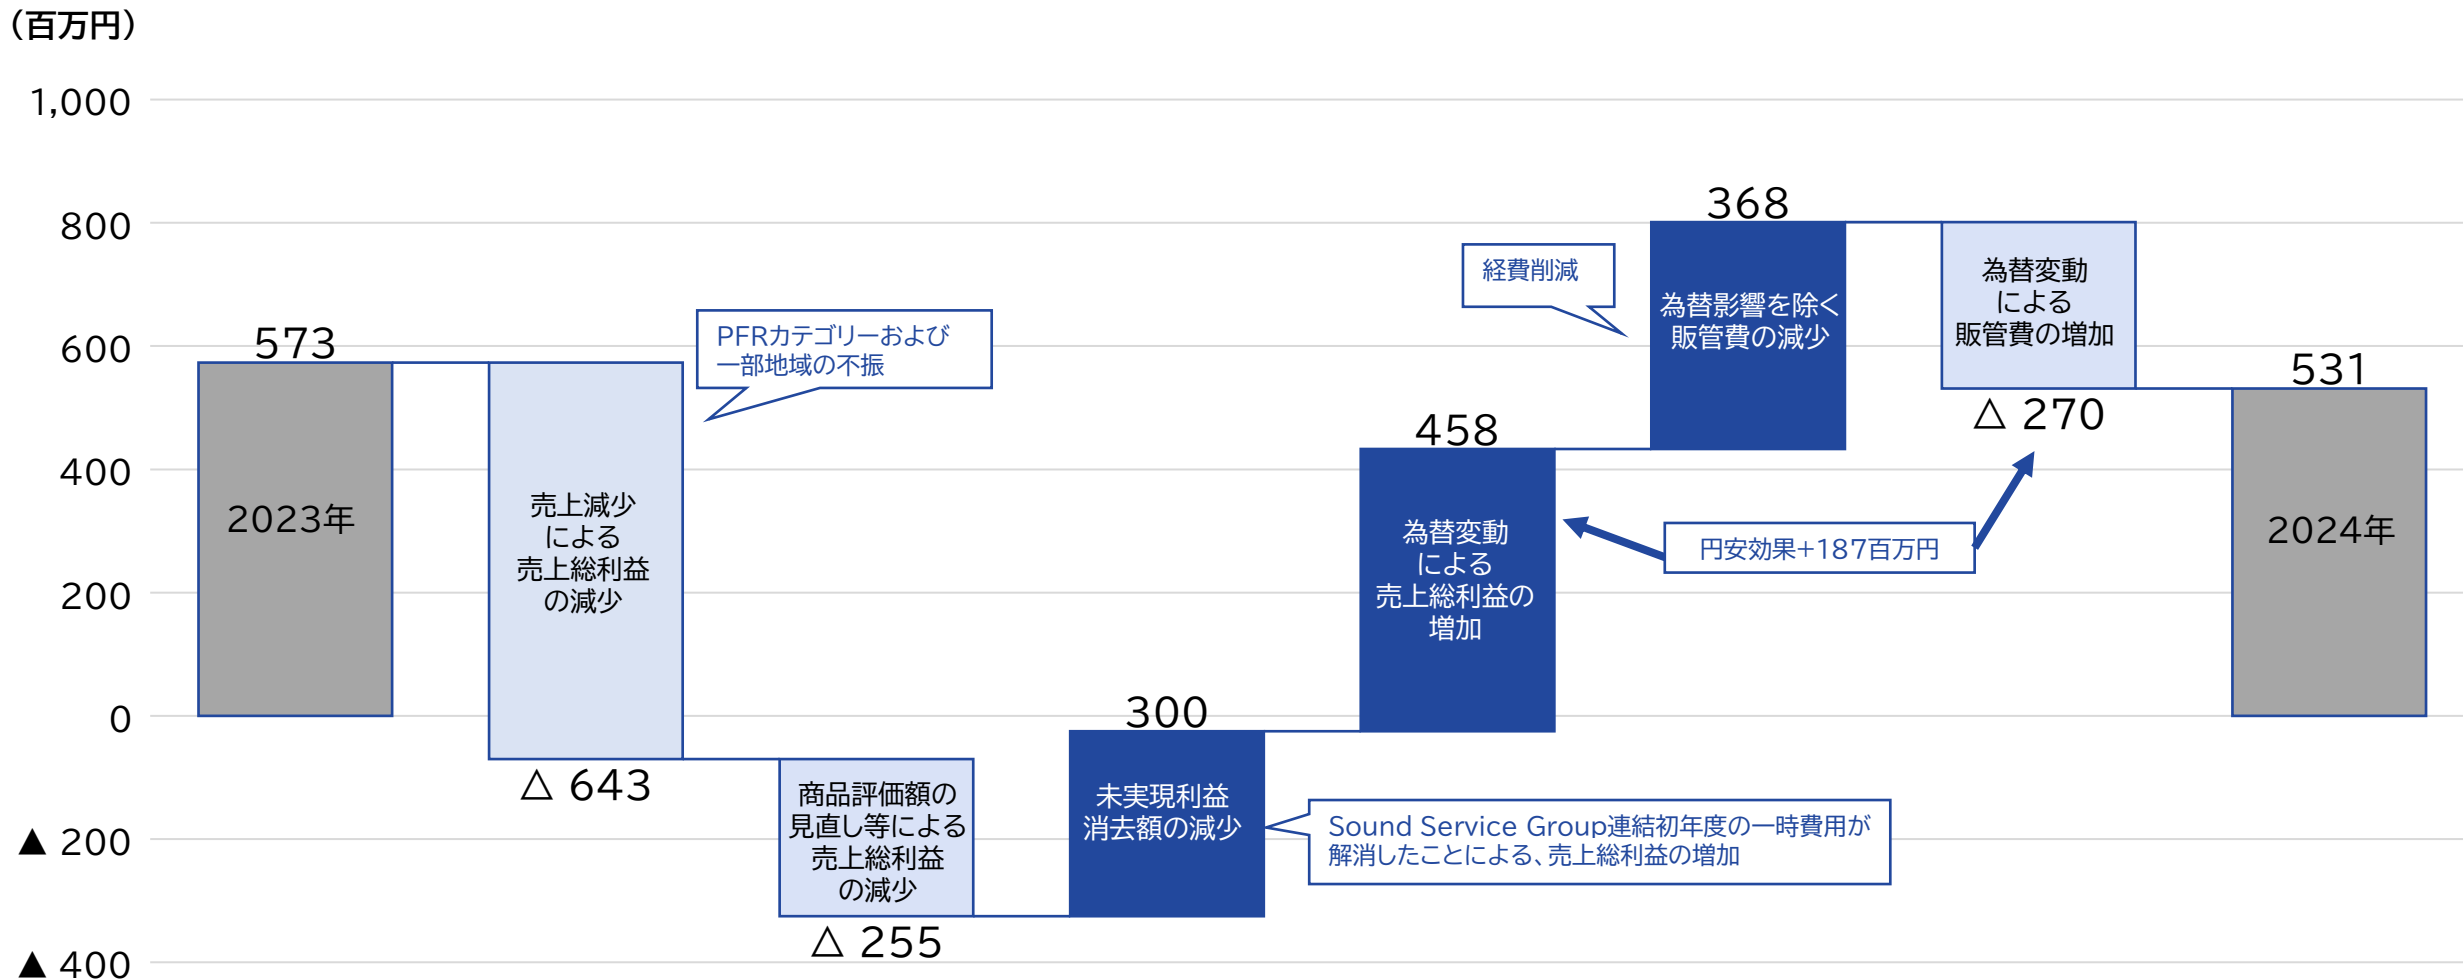 （百万円）
1,000
800
600
400
200
0
▲ 200
▲ 400
573
2023年
売上減少
による
売上総利益
の減少
△ 643
PFRカテゴリーおよび
一部地域の不振
商品評価額の
見直し等による
売上総利益
の減少
△ 255
300
未実現利益
消去額の減少
Sound Service Group連結初年度の一時費用が
解消したことによる、売上総利益の増加
458
為替変動
による
売上総利益の
増加
経費削減
368
為替影響を除く
販管費の減少
円安効果+187百万円
為替変動
による
販管費の増加
△ 270
531
2024年